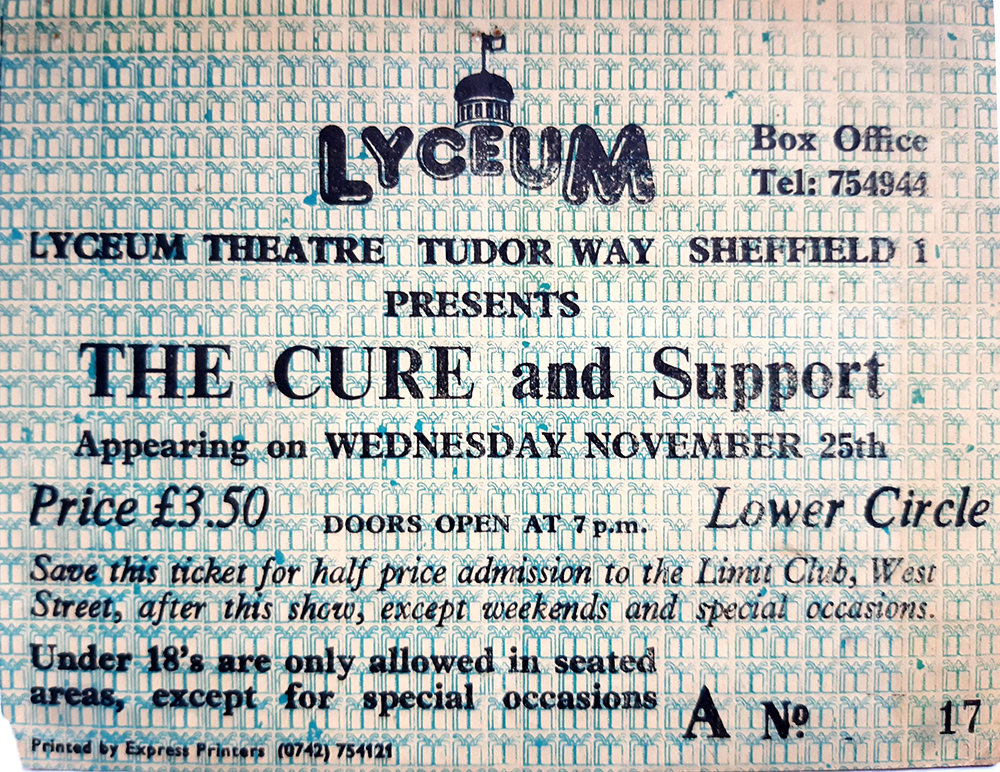 LYCEUM
Box Office
Tel: 754944
LYCEUM THEATRE TUDOR WAY SHEFFIELD 1
PRESENTS
THE CURE and Support
Appearing on WEDNESDAY NOVEMBER 25th
Price £3.50 DOORS OPEN AT 7 p.m. Lower Circle
Save this ticket for half price admission to the Limit Club, West
Street, after this show, except weekends and special occasions.
Under 18's are only allowed in seated
areas, except for special occasions
A Nº 17
Printed by Express Printers (0742) 754121